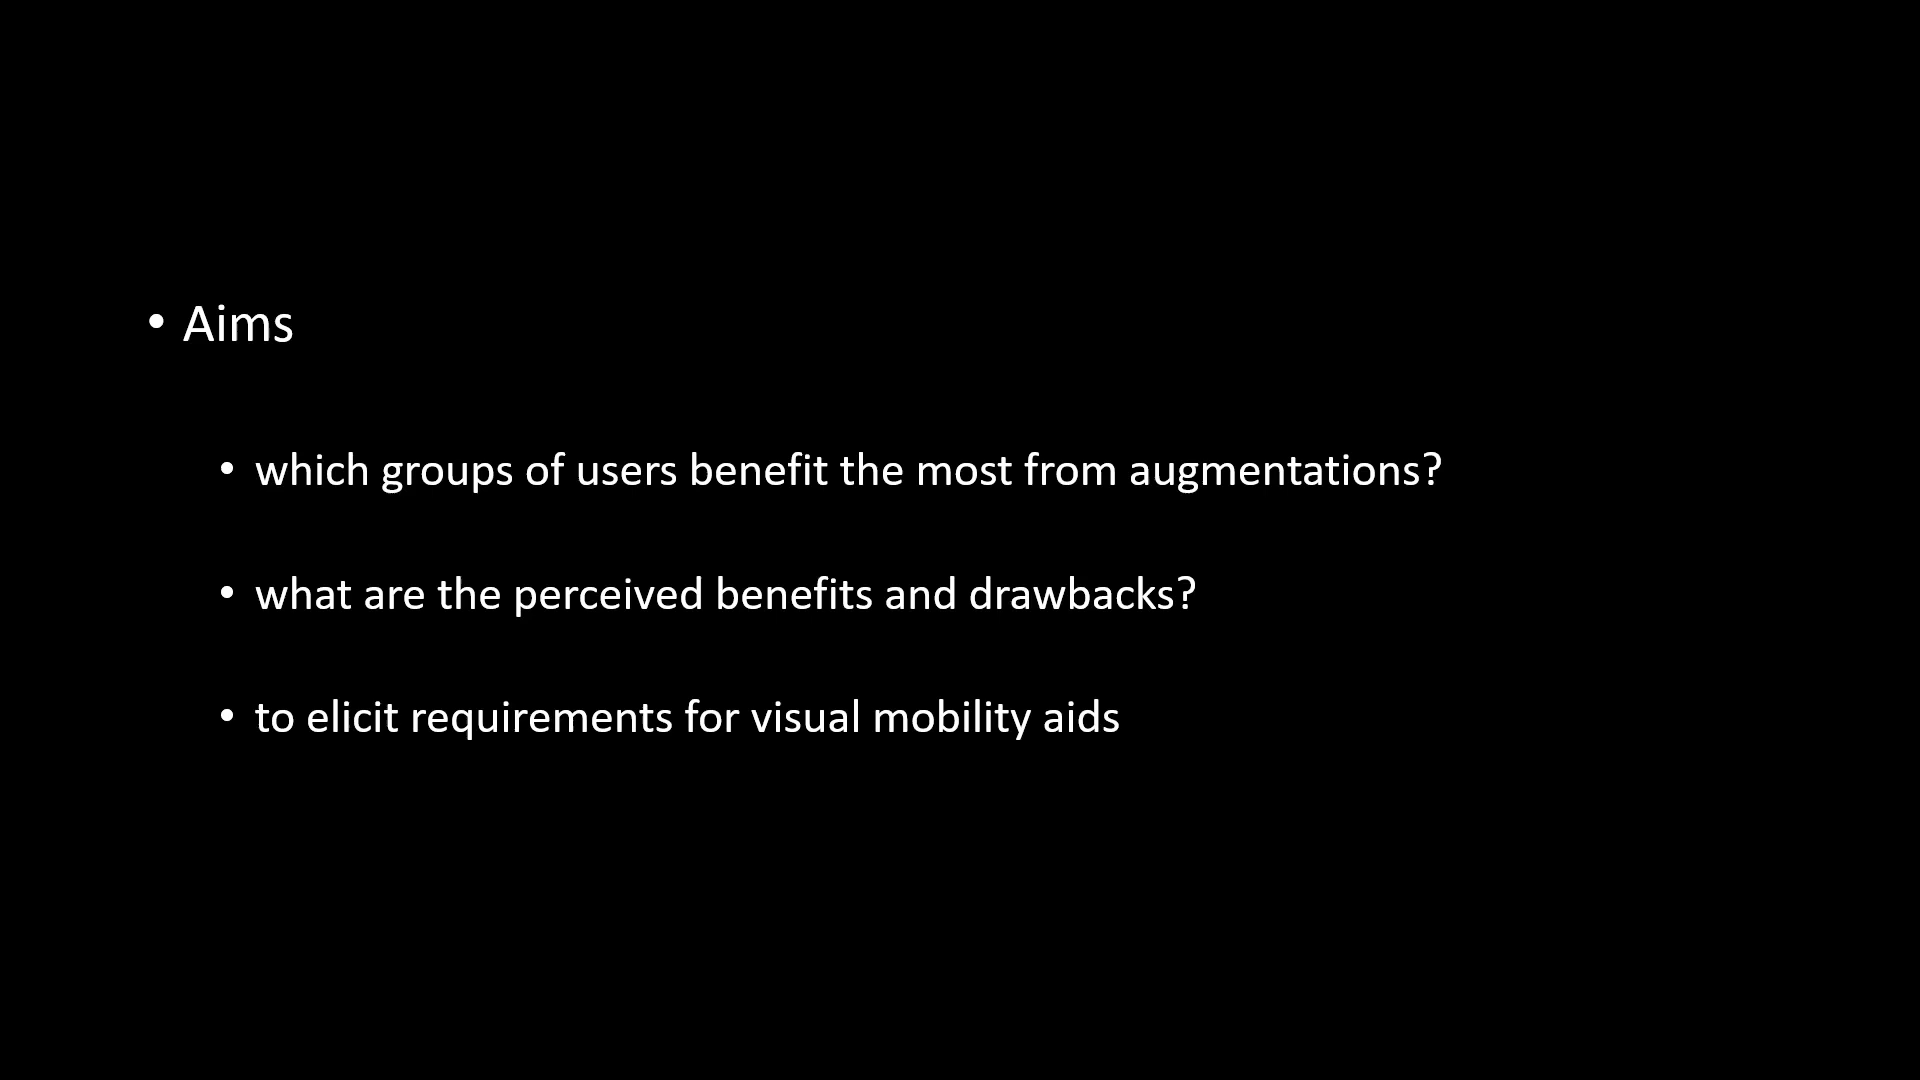 • Aims
• which groups of users benefit the most from augmentations?
• what are the perceived benefits and drawbacks?
• to elicit requirements for visual mobility aids